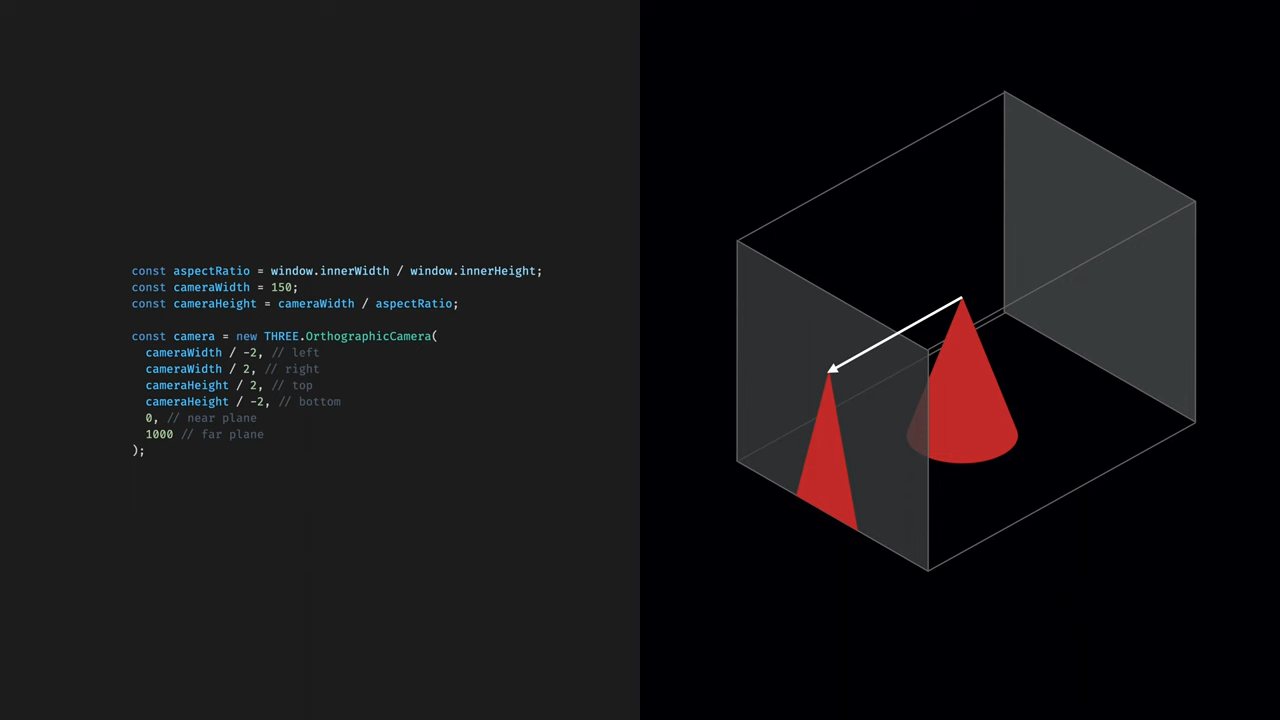 const aspectRatio = window.innerWidth / window.innerHeight;
const cameraWidth = 150;
const cameraHeight = cameraWidth / aspectRatio;
const camera = new THREE.OrthographicCamera(
cameraWidth / -2, // left
cameraWidth / 2, // right
cameraHeight / 2, // top
cameraHeight / -2, // bottom
0, // near plane
1000 // far plane
);